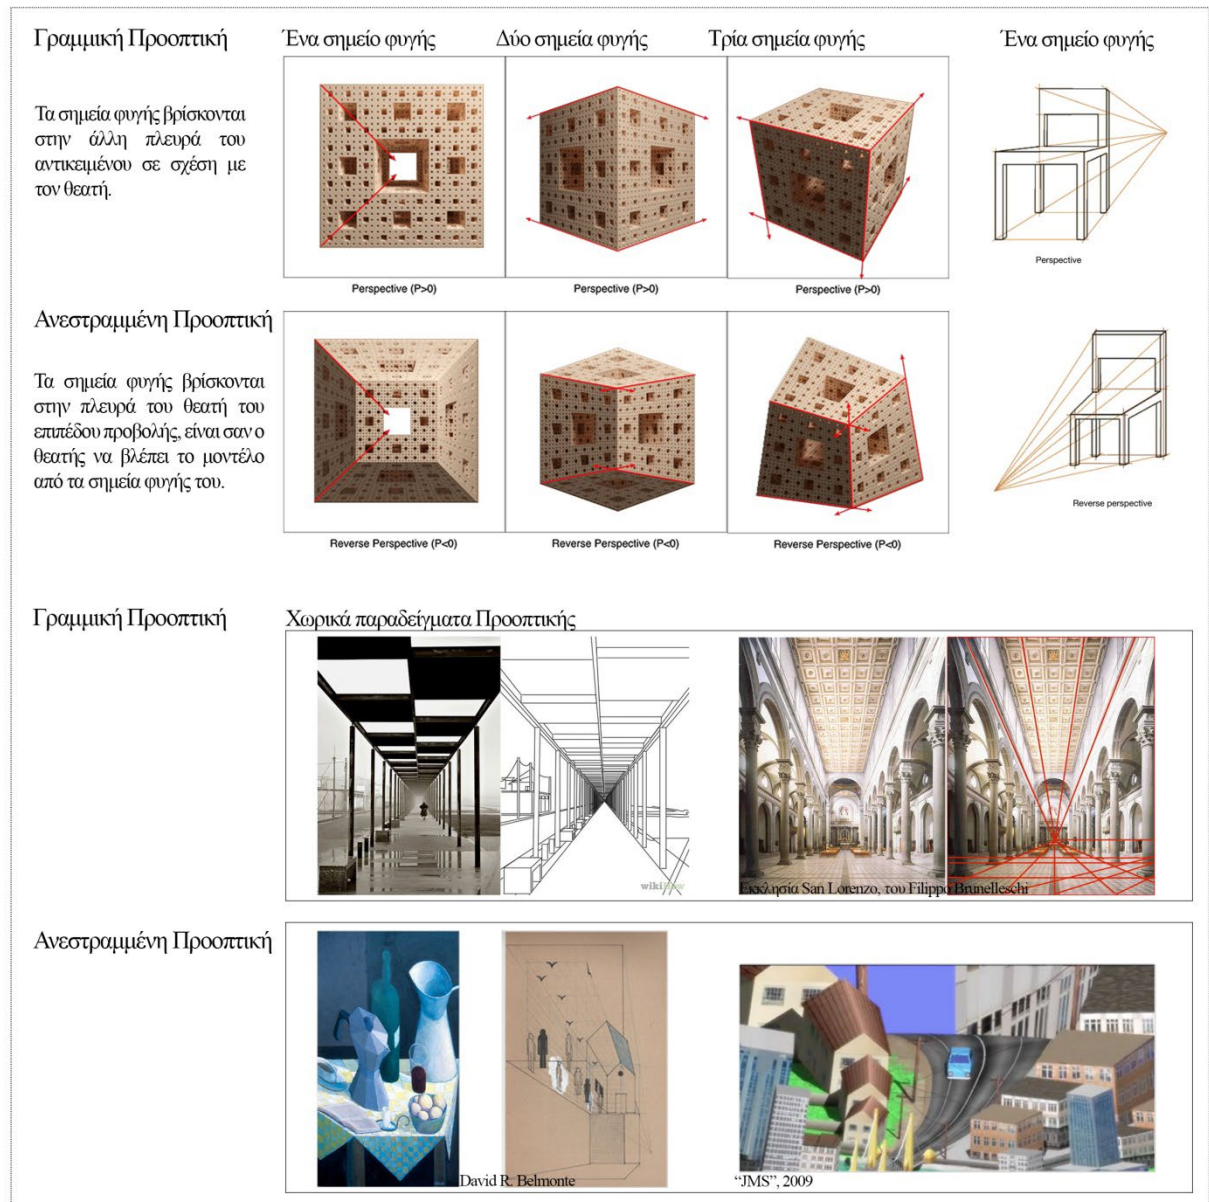 Γραμμική Προοπτική
Ένα σημείο φυγής
Δύο σημεία φυγής
Τρία σημεία φυγής
Ένα σημείο φυγής
Τα σημεία φυγής βρίσκονται
στην άλλη πλευρά του
αντικειμένου σε σχέση με
τον θεατή.
Perspective (P>0)
Perspective (P>0)
Perspective (P>0)
Perspective
Ανεστραμμένη Προοπτική
Τα σημεία φυγής βρίσκονται
στην πλευρά του θεατή του
επιπέδου προβολής, είναι σαν ο
θεατής να βλέπει το μοντέλο
από τα σημεία φυγής του.
Reverse Perspective (P<0)
Reverse Perspective (P<0)
Reverse Perspective (P<0)
Reverse perspective
Γραμμική Προοπτική
Χωρικά παραδείγματα Προοπτικής
wikiHow
Εκκλησία San Lorenzo, του Filippo Brunelleschi
Ανεστραμμένη Προοπτική
David R. Belmonte
“JMS”, 2009